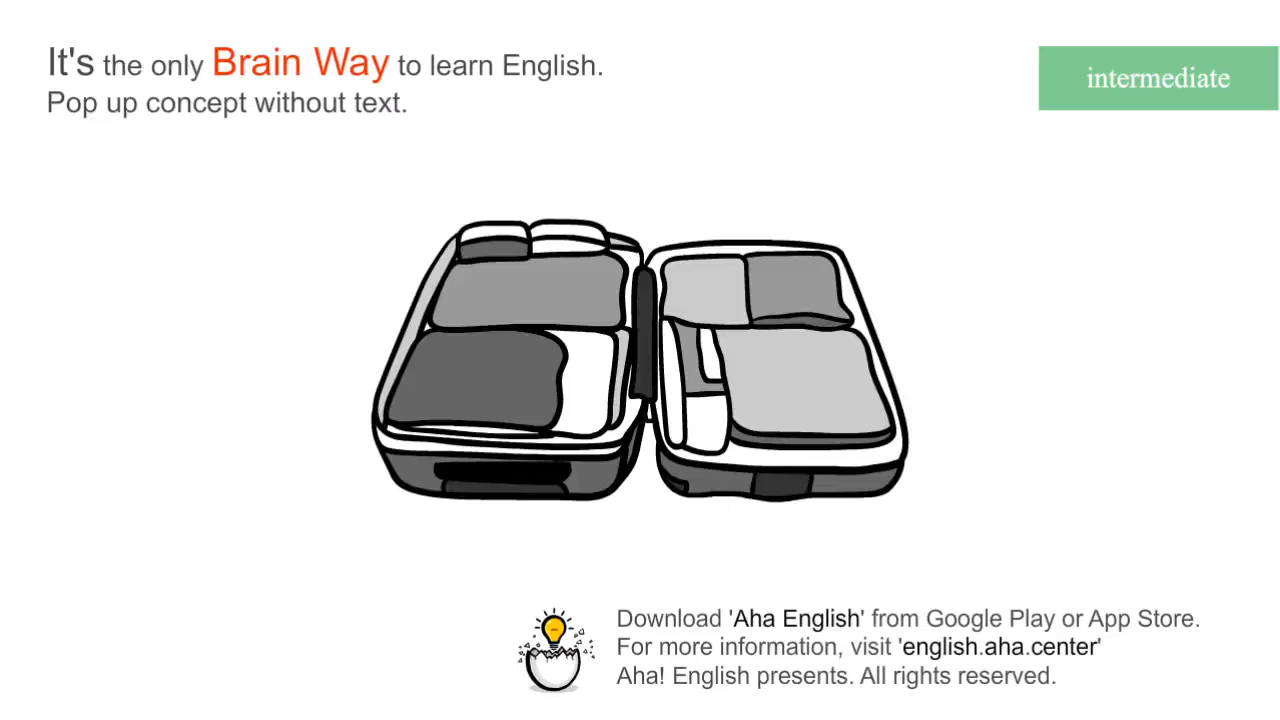 It's the only Brain Way to learn English.
Pop up concept without text.
intermediate
Download 'Aha English' from Google Play or App Store.
For more information, visit 'english.aha.center'
Aha! English presents. All rights reserved.